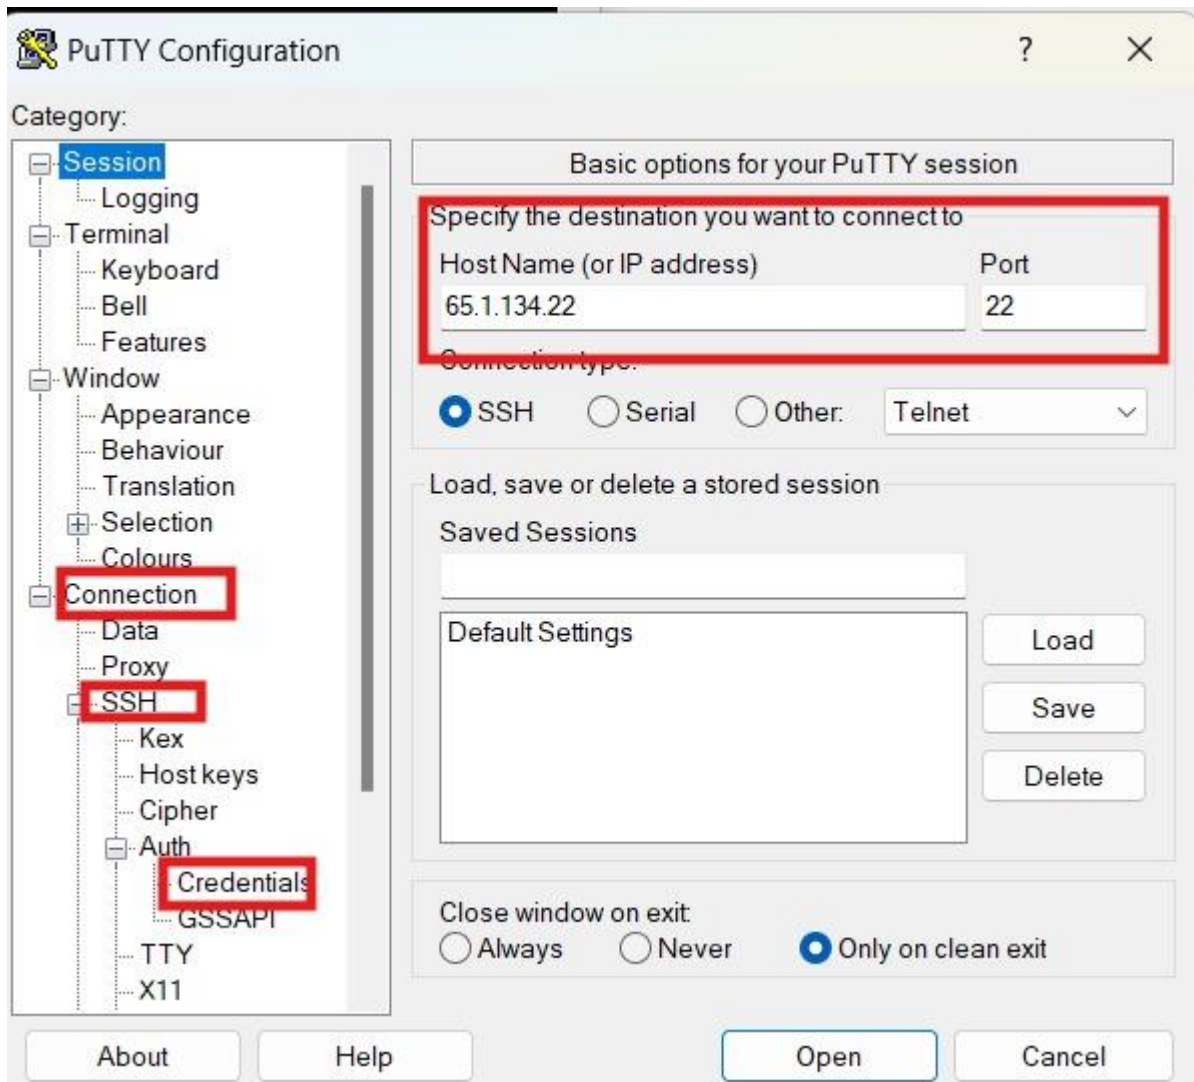 PuTTY Configuration
?
Category:
Session
Logging
Terminal
Keyboard
Bell
Features
Window
Appearance
Behaviour
Translation
Selection
Colours
Connection
Data
Proxy
SSH
Kex
Host keys
Cipher
Auth
Credentials
GSSAPI
TTY
X11
Basic options for your PuTTY session
Specify the destination you want to connect to
Host Name (or IP address) Port
65.1.134.22 22
Connection type:
SSH Serial Other: Telnet
Load, save or delete a stored session
Saved Sessions
Default Settings
Load
Save
Delete
Close window on exit:
Always Never Only on clean exit
About Help Open Cancel